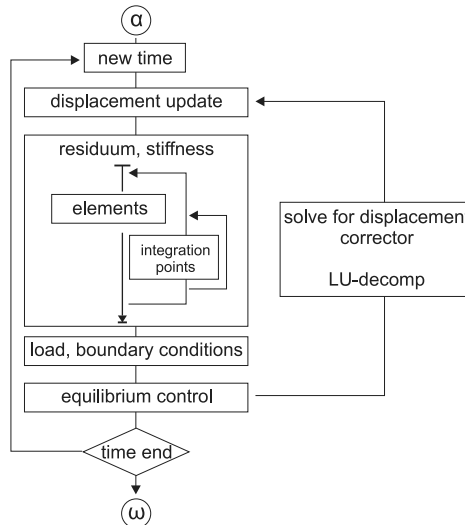 α
new time
displacement update
residuum, stiffness
elements
integration
points
solve for displacement
corrector
LU-decomp
load, boundary conditions
equilibrium control
time end
ω